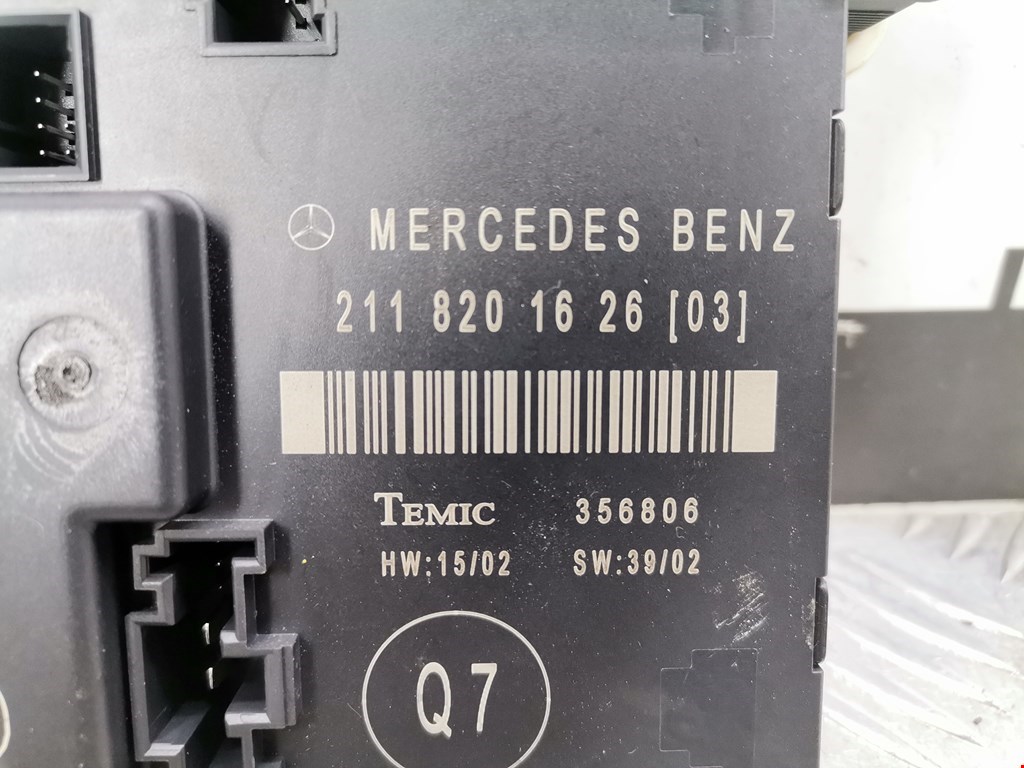 MERCEDES BENZ
211 820 16 26 [03]
TEMIC 356806
HW:15/02 SW:39/02
Q7